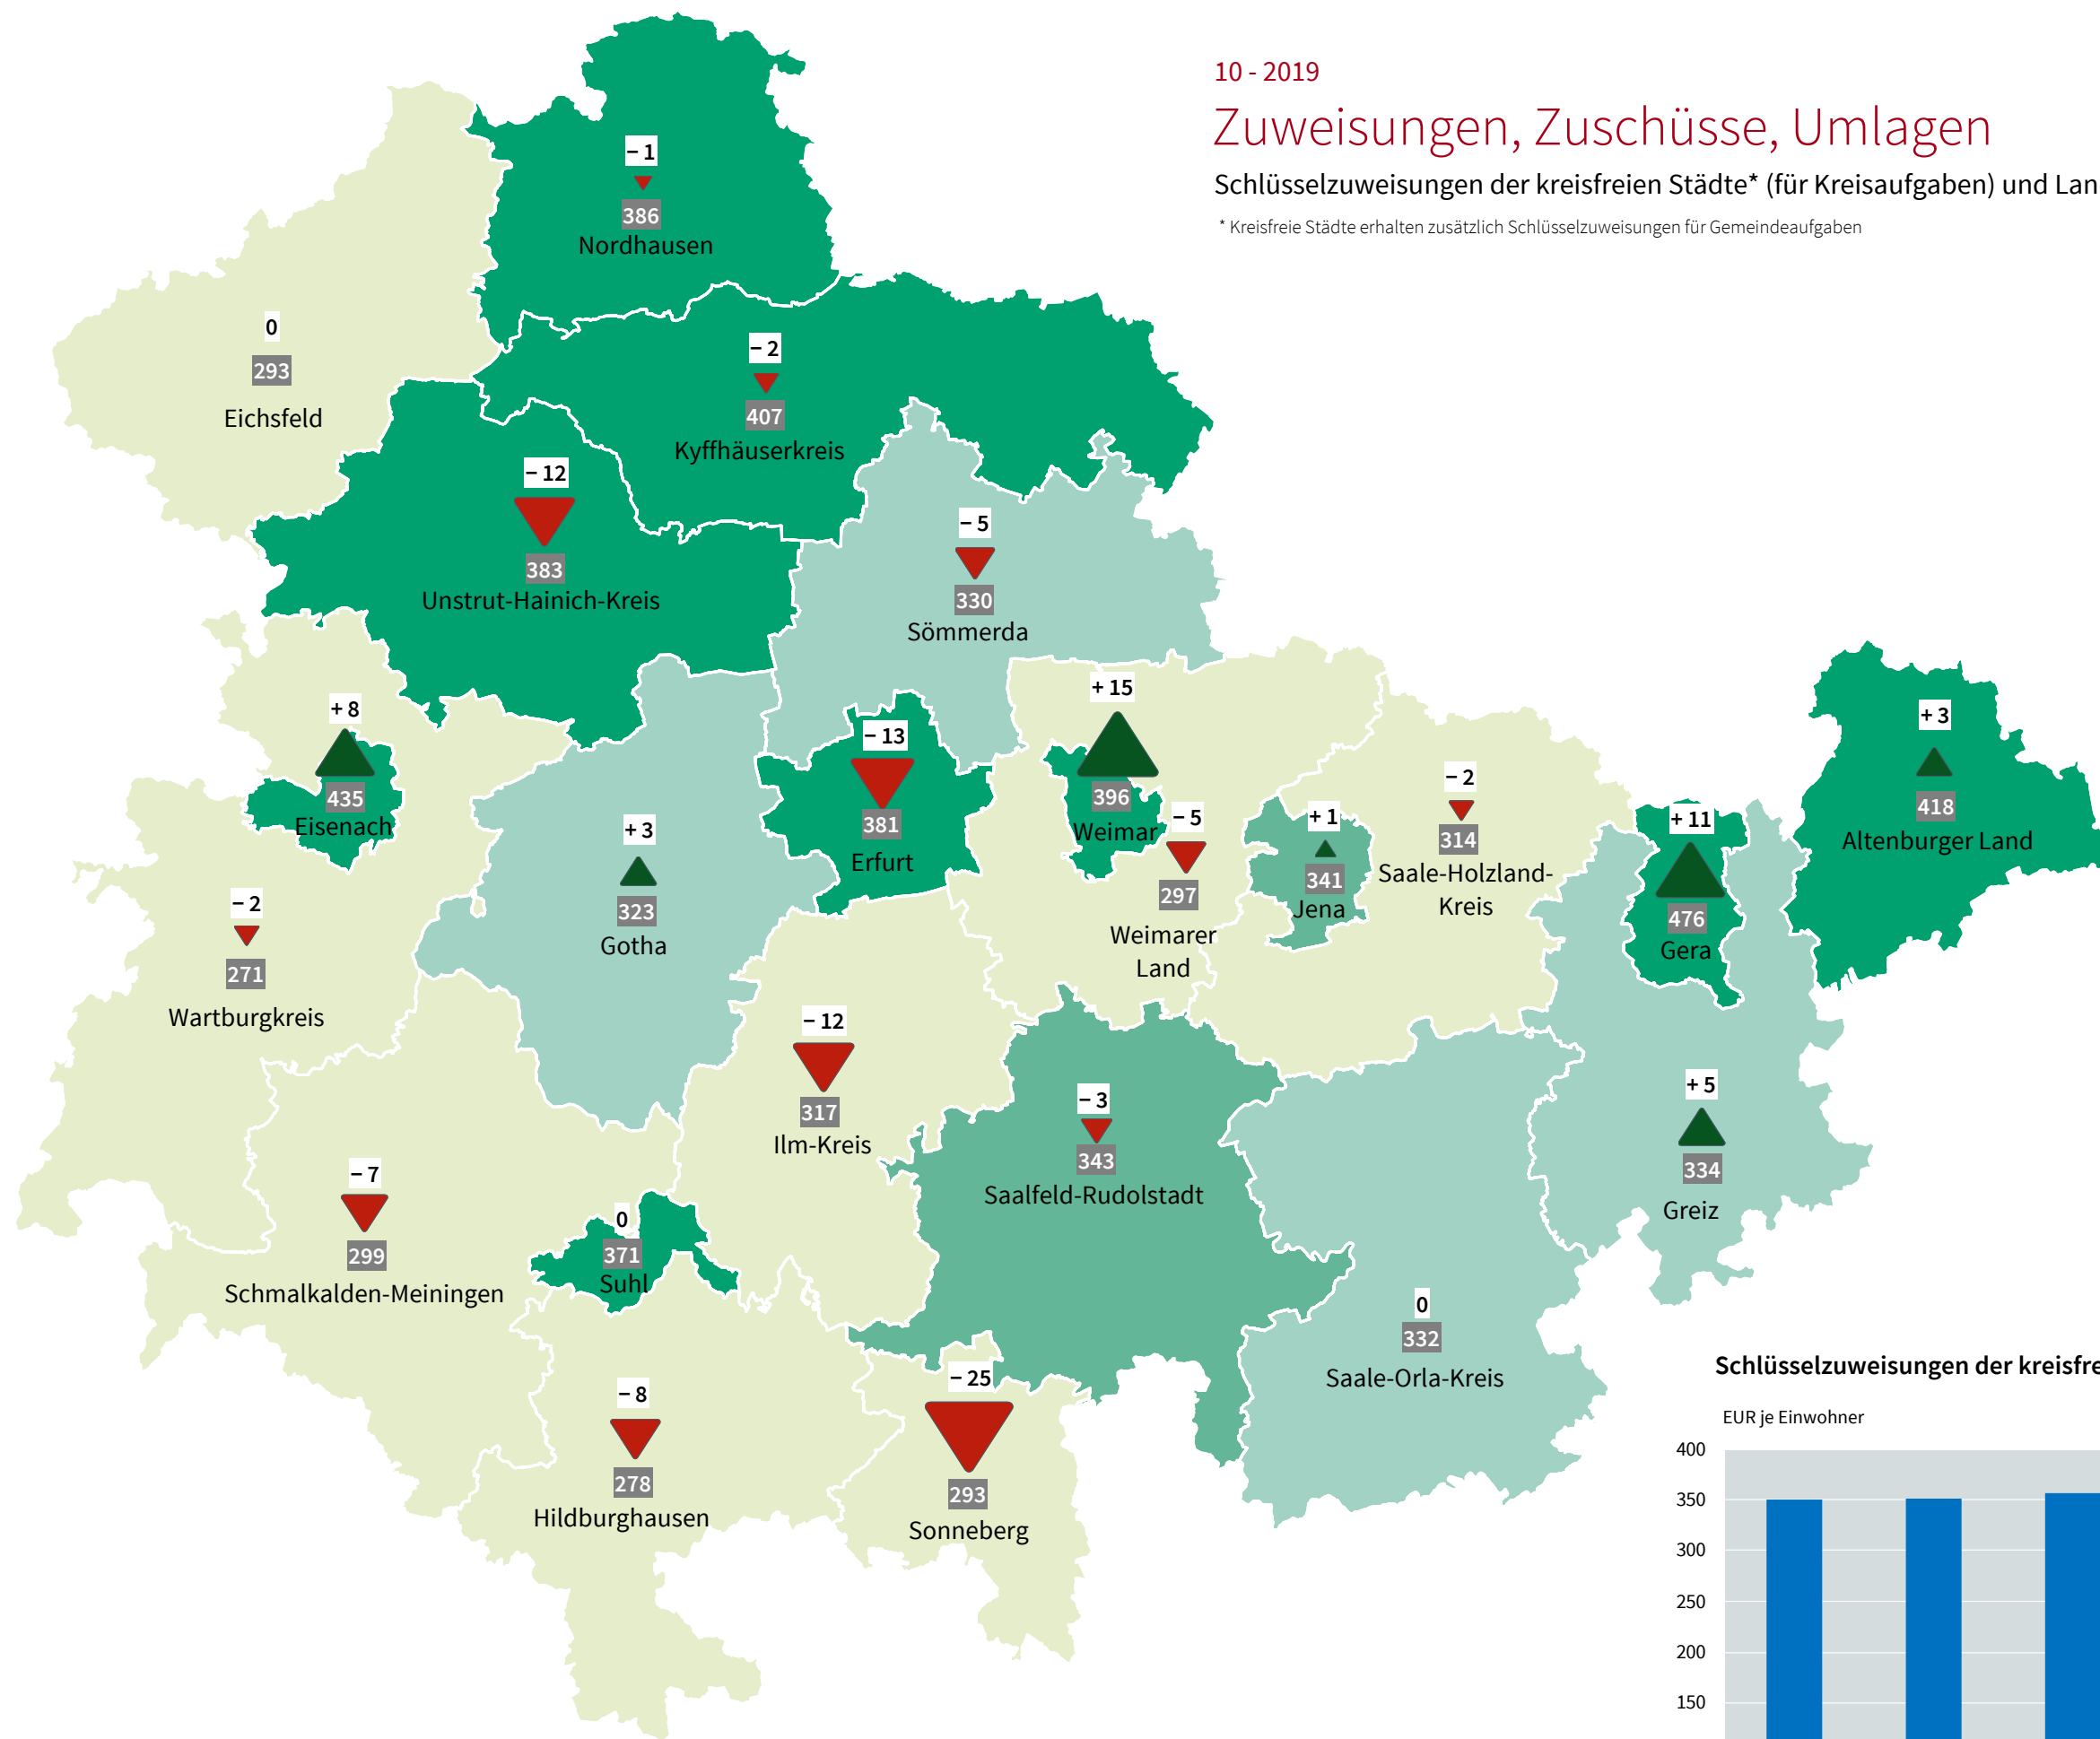 10 - 2019
Zuweisungen, Zuschüsse, Umlagen
Schlüsselzuweisungen der kreisfreien Städte* (für Kreisaufgaben) und Lan
* Kreisfreie Städte erhalten zusätzlich Schlüsselzuweisungen für Gemeindeaufgaben
– 1
386
Nordhausen
0
293
Eichsfeld
– 2
407
Kyffhäuserkreis
– 12
383
Unstrut-Hainich-Kreis
– 5
330
Sömmerda
+ 8
435
Eisenach
– 13
381
Erfurt
+ 15
396
Weimar
– 5
297
Weimarer
Land
+ 1
341
Jena
– 2
314
Saale-Holzland-
Kreis
+ 11
476
Gera
+ 3
418
Altenburger Land
+ 3
323
Gotha
– 2
271
Wartburgkreis
– 12
317
Ilm-Kreis
– 3
343
Saalfeld-Rudolstadt
+ 5
334
Greiz
– 7
299
Schmalkalden-Meiningen
0
371
Suhl
0
332
Saale-Orla-Kreis
– 8
278
Hildburghausen
– 25
293
Sonneberg
Schlüsselzuweisungen der kreisfre
EUR je Einwohner
400
350
300
250
200
150